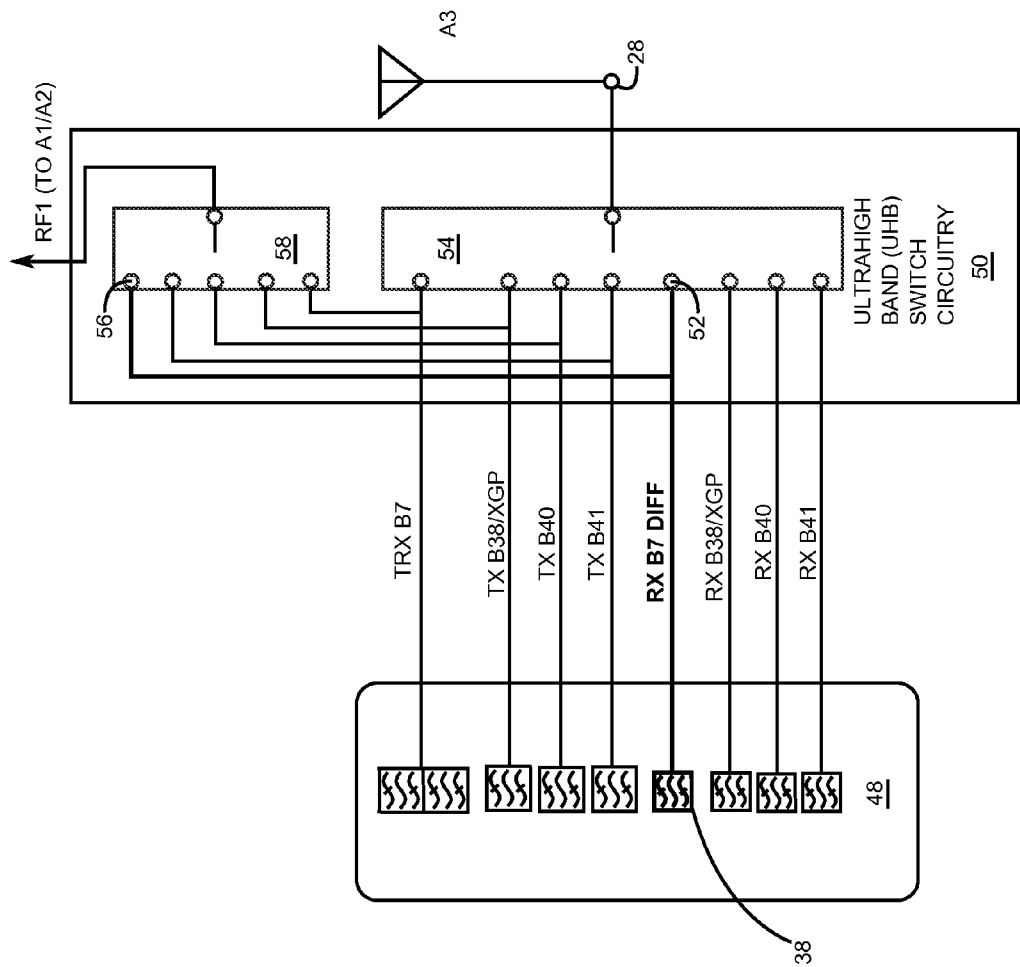 RF1 (TO A1/A2)
A3
28
58
56
54
52
ULTRAHIGH
BAND (UHB)
SWITCH
CIRCUITRY
50
TRX B7
TX B38/XGP
TX B40
TX B41
RX B7 DIFF
RX B38/XGP
RX B40
RX B41
48
38